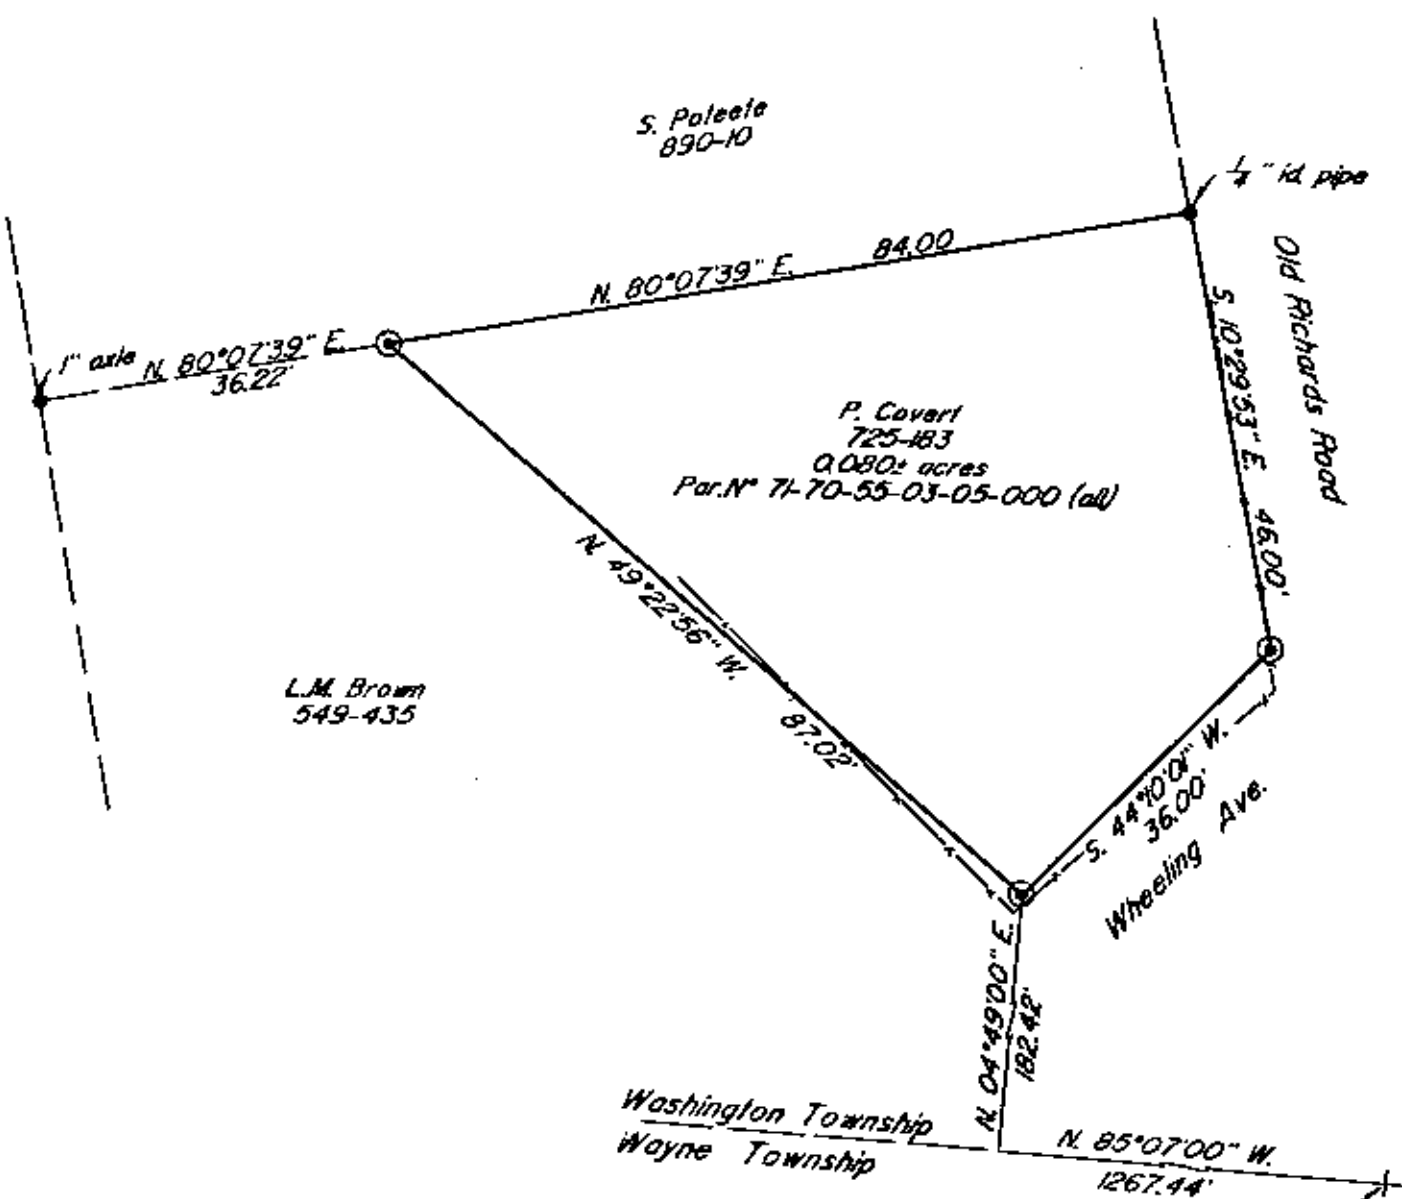 S. Poteete
890-10
1/4" id. pipe
N. 80°07'39" E. 84.00
Old Richards Road
1" axle
N. 80°07'39" E.
36.22'
S. 10°29'53" E. 46.00'
P. Covert
725-183
0.080± acres
Par. Nº 71-70-55-03-05-000 (all)
N. 49°22'56" W.
87.02'
L.M. Brown
549-435
S. 44°10'01" W.
36.00'
Wheeling Ave.
N. 04°49'00" E.
182.42'
Washington Township
Wayne Township
N. 85°07'00" W.
1267.44'